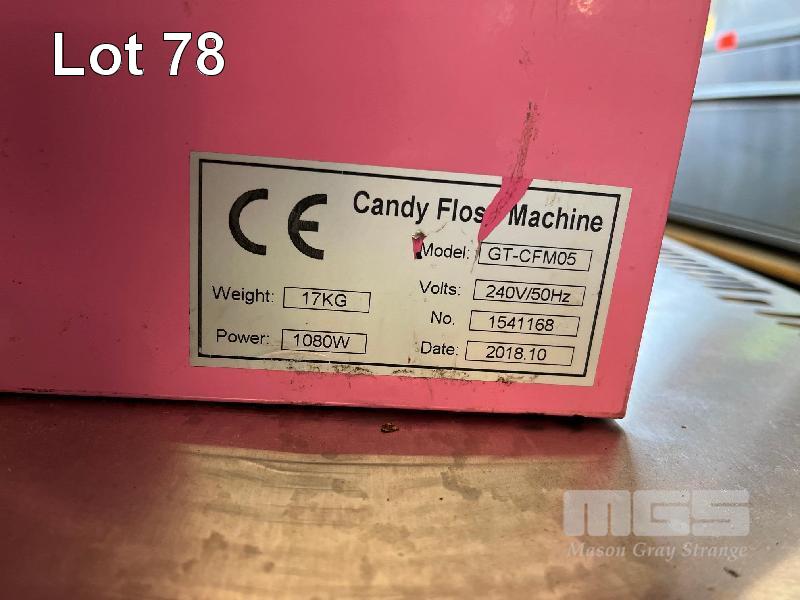 Lot 78
CE
Candy Floss Machine
Model: GT-CFM05
Weight: 17KG
Volts: 240V/50Hz
No. 1541168
Power: 1080W
Date: 2018.10
MGS
Mason Gray Strange